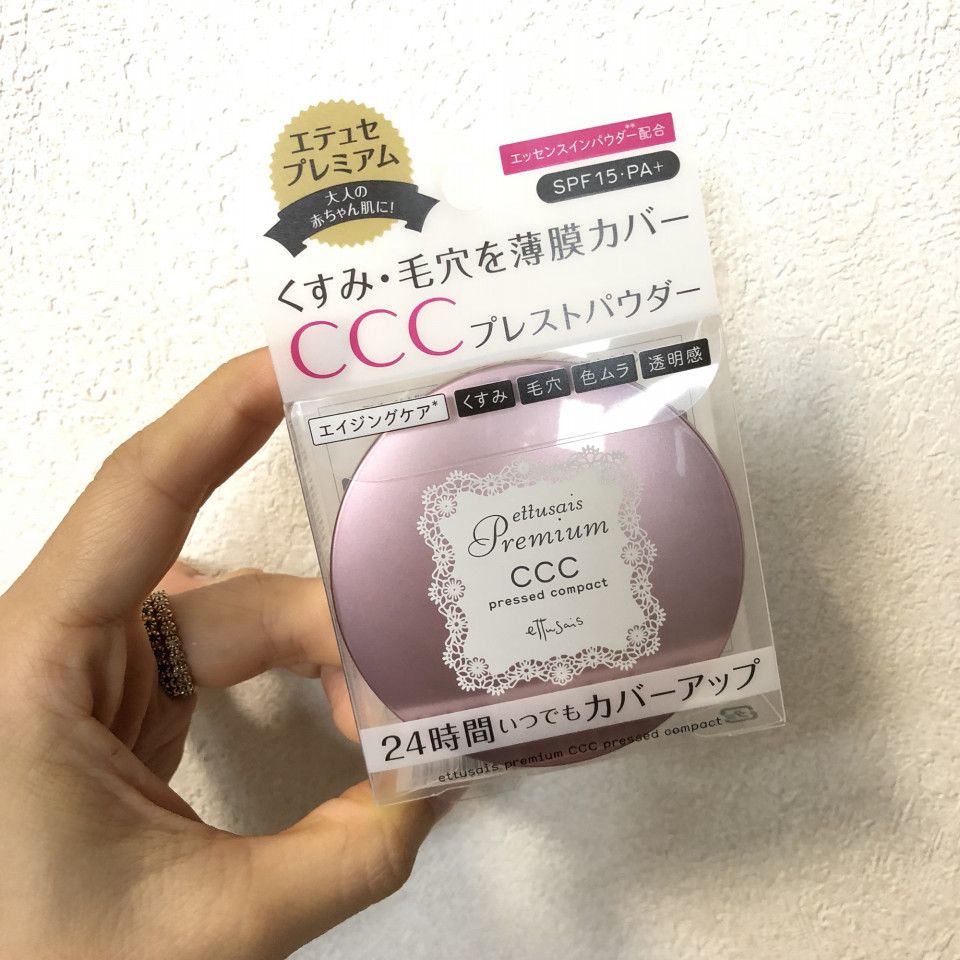 エテュセ
プレミアム
大人の
赤ちゃん肌に!
エッセンスインパウダー※※配合
SPF15・PA+
くすみ・毛穴を薄膜カバー
CCC プレストパウダー
エイジングケア* くすみ 毛穴 色ムラ 透明感
ettusais
Premium
CCC
pressed compact
ettusais
24時間いつでもカバーアップ
ettusais premium CCC pressed compact